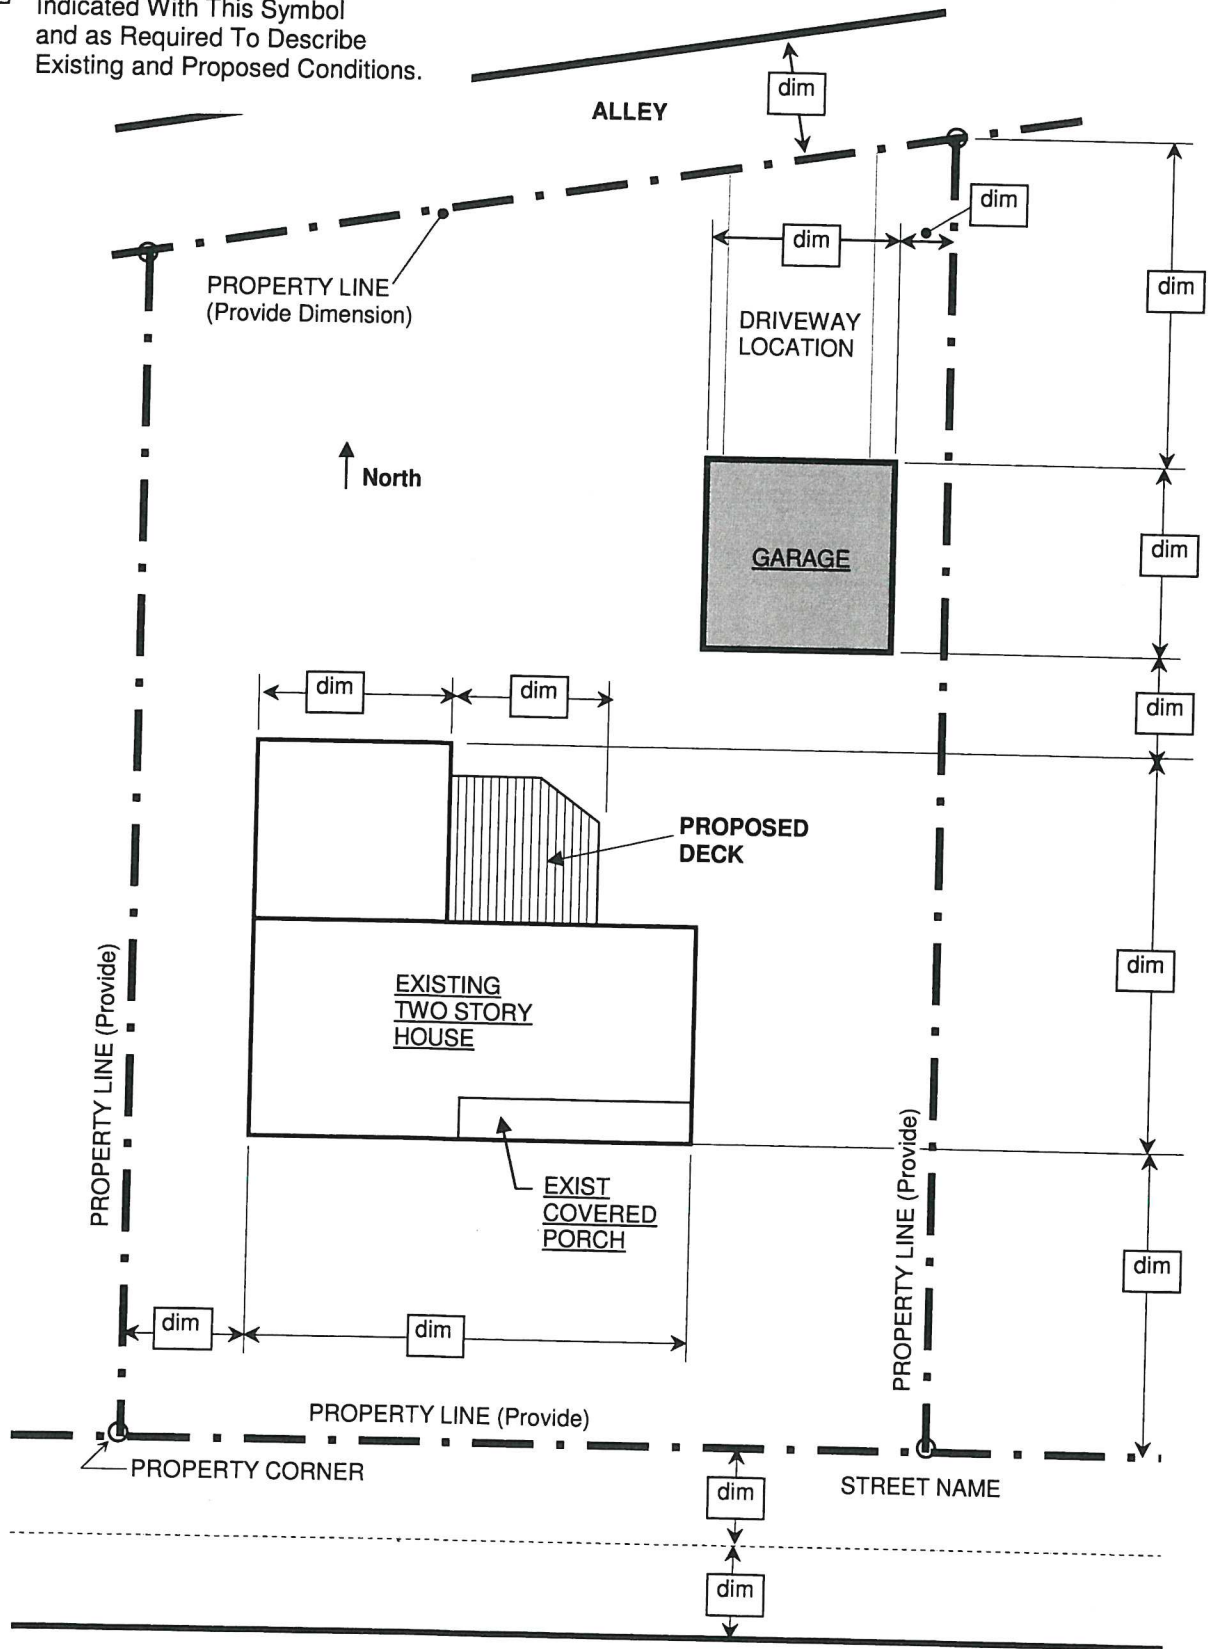 Indicated With This Symbol
and as Required To Describe
Existing and Proposed Conditions.
dim
ALLEY
dim
dim
PROPERTY LINE
(Provide Dimension)
dim
DRIVEWAY
LOCATION
North
GARAGE
dim
dim
dim
dim
PROPOSED
DECK
EXISTING
TWO STORY
HOUSE
dim
PROPERTY LINE (Provide)
EXIST
COVERED
PORCH
PROPERTY LINE (Provide)
dim
dim
dim
PROPERTY LINE (Provide)
PROPERTY CORNER
dim
STREET NAME
dim